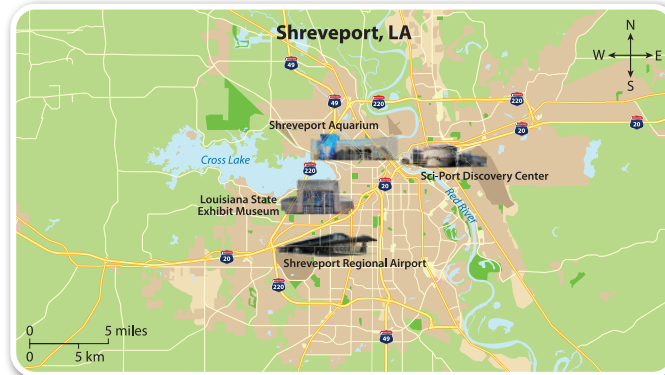 Shreveport, LA
N
W E
S
49
49
220
220
20
20
Shreveport Aquarium
Cross Lake
220
Sci-Port Discovery Center
20
Louisiana State
Exhibit Museum
Red River
20
Shreveport Regional Airport
220
0 5 miles
0 5 km
49